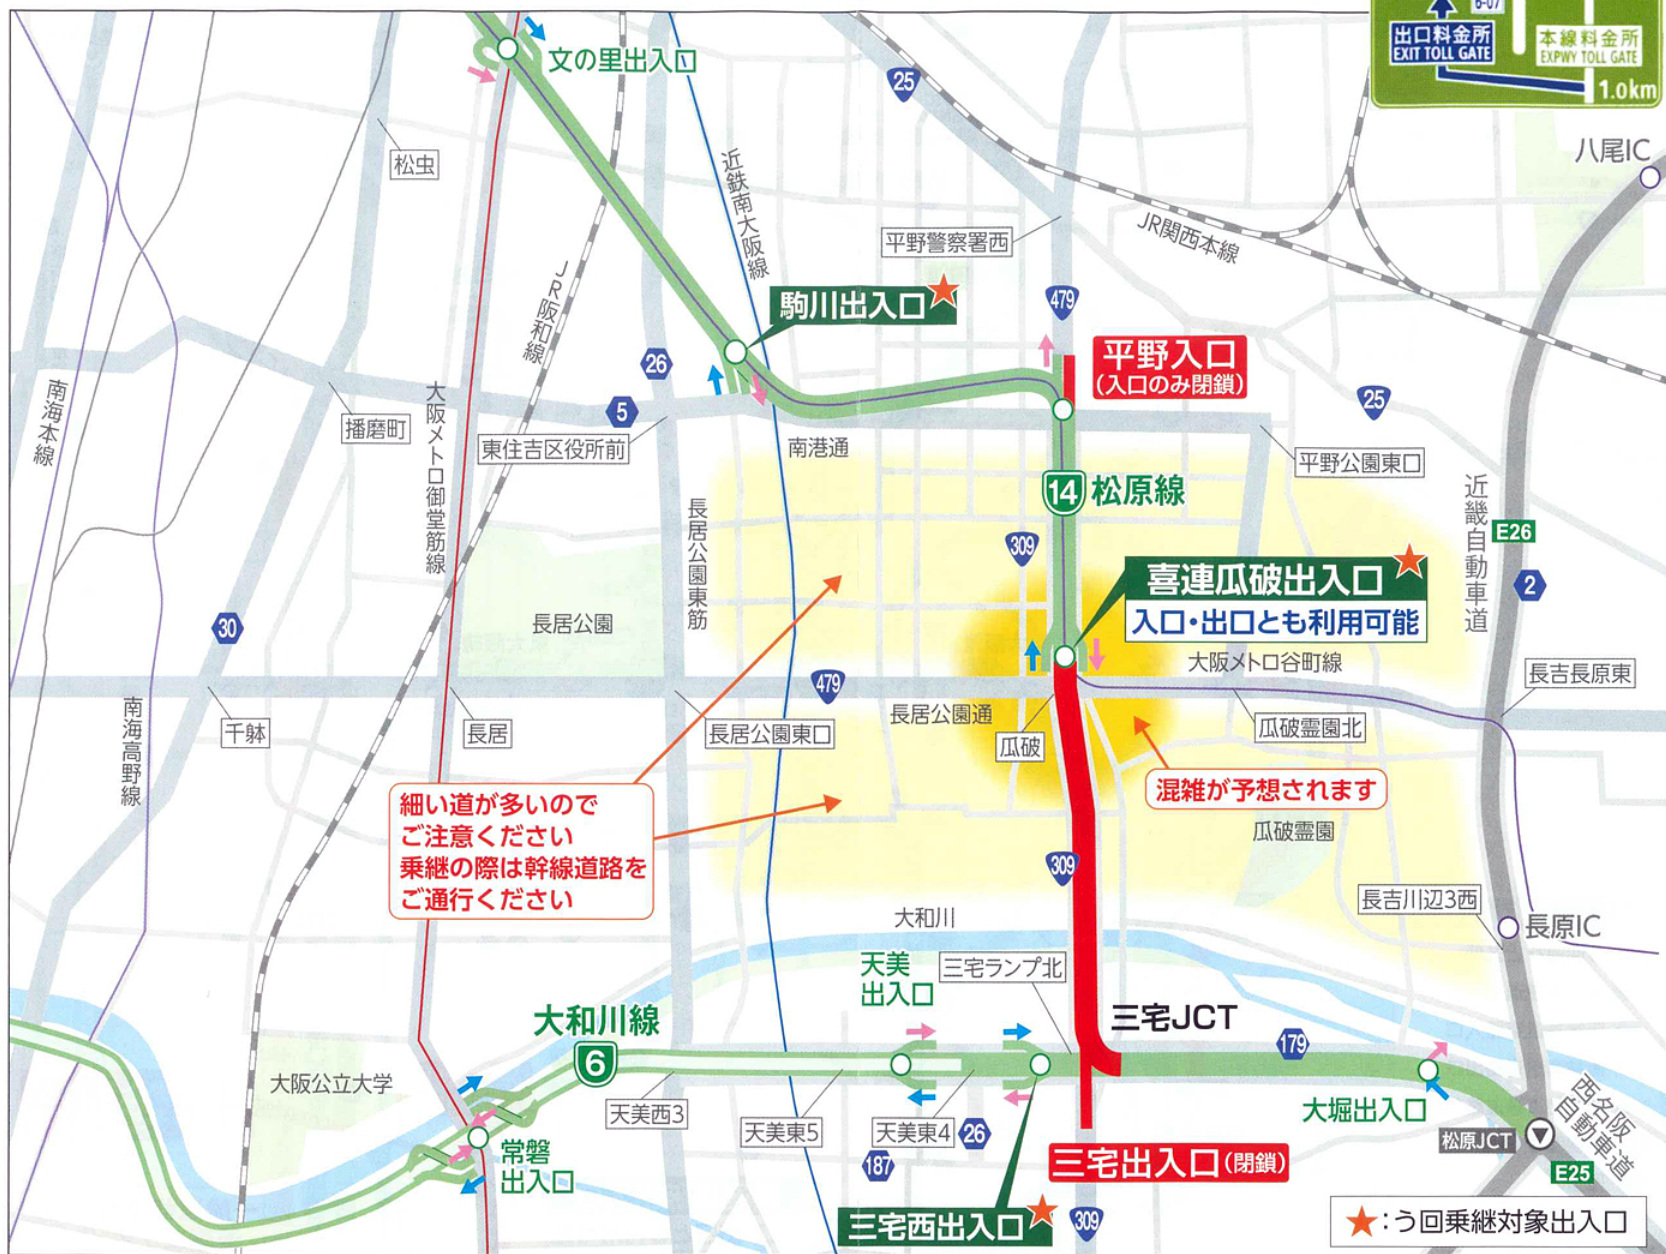 6-07
出口料金所
EXIT TOLL GATE
本線料金所
EXPWY TOLL GATE
1.0km
文の里出入口
25
八尾IC
松虫
近鉄南大阪線
平野警察署西
JR関西本線
JR阪和線
駒川出入口
479
平野入口
(入口のみ閉鎖)
26
南海本線
大阪メトロ御堂筋線
5
25
播磨町
東住吉区役所前
南港通
平野公園東口
14
松原線
近畿自動車道
E26
長居公園東筋
309
喜連瓜破出入口
入口・出口とも利用可能
2
30
長居公園
大阪メトロ谷町線
長吉長原東
479
南海高野線
千躰
長居
長居公園東口
長居公園通
瓜破
瓜破霊園北
細い道が多いので
ご注意ください
乗継の際は幹線道路を
ご通行ください
混雑が予想されます
瓜破霊園
309
長吉川辺3西
大和川
長原IC
天美
出入口
三宅ランプ北
大和川線
6
三宅JCT
179
大阪公立大学
天美西3
天美東5
天美東4
26
大堀出入口
西名阪
自動車道
松原JCT
常磐
出入口
187
三宅出入口(閉鎖)
E25
三宅西出入口
309
★:う回乗継対象出入口